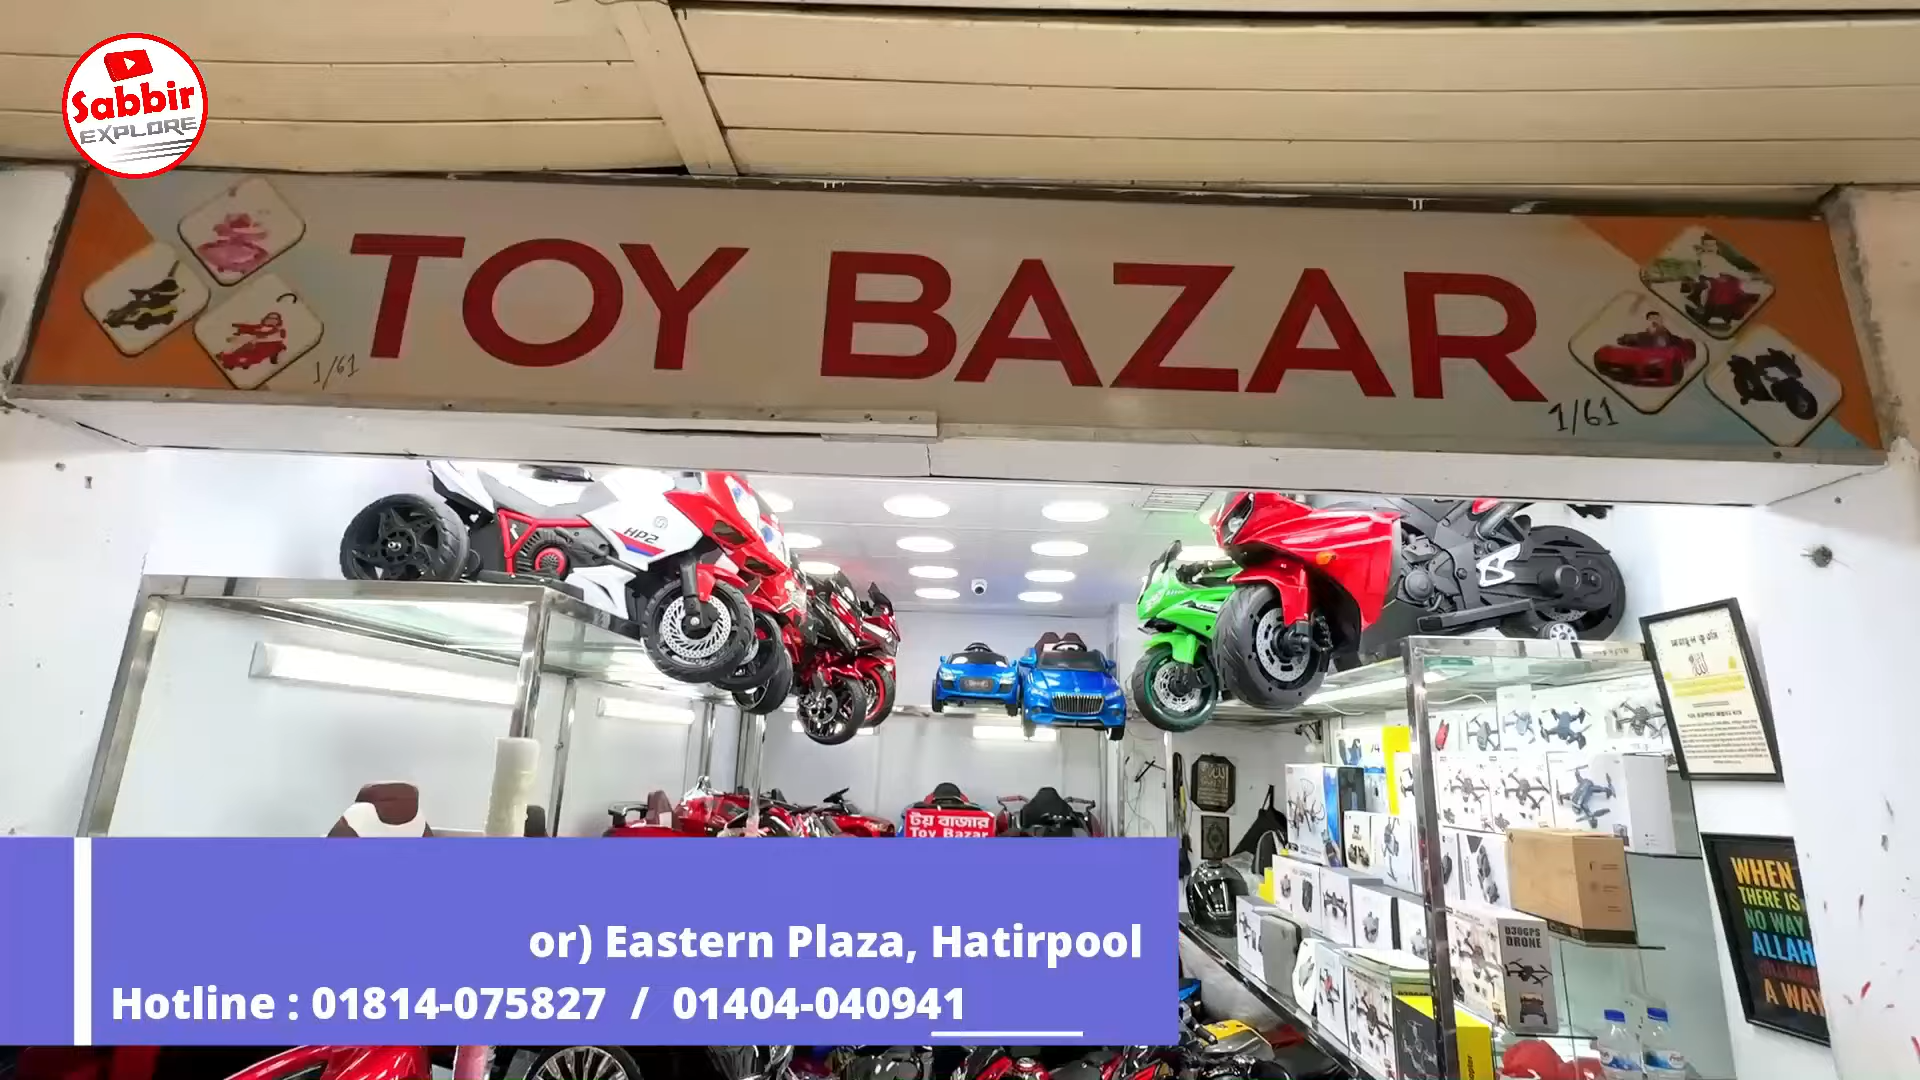 Sabbir
EXPLORE
TOY BAZAR
1/61
1/61
HP2
টয় বাজার
Toy Bazar
WHEN
THERE IS
NO WAY
ALLAH
A WAY
D30GPS
DRONE
or) Eastern Plaza, Hatirpool
Hotline : 01814-075827 / 01404-040941